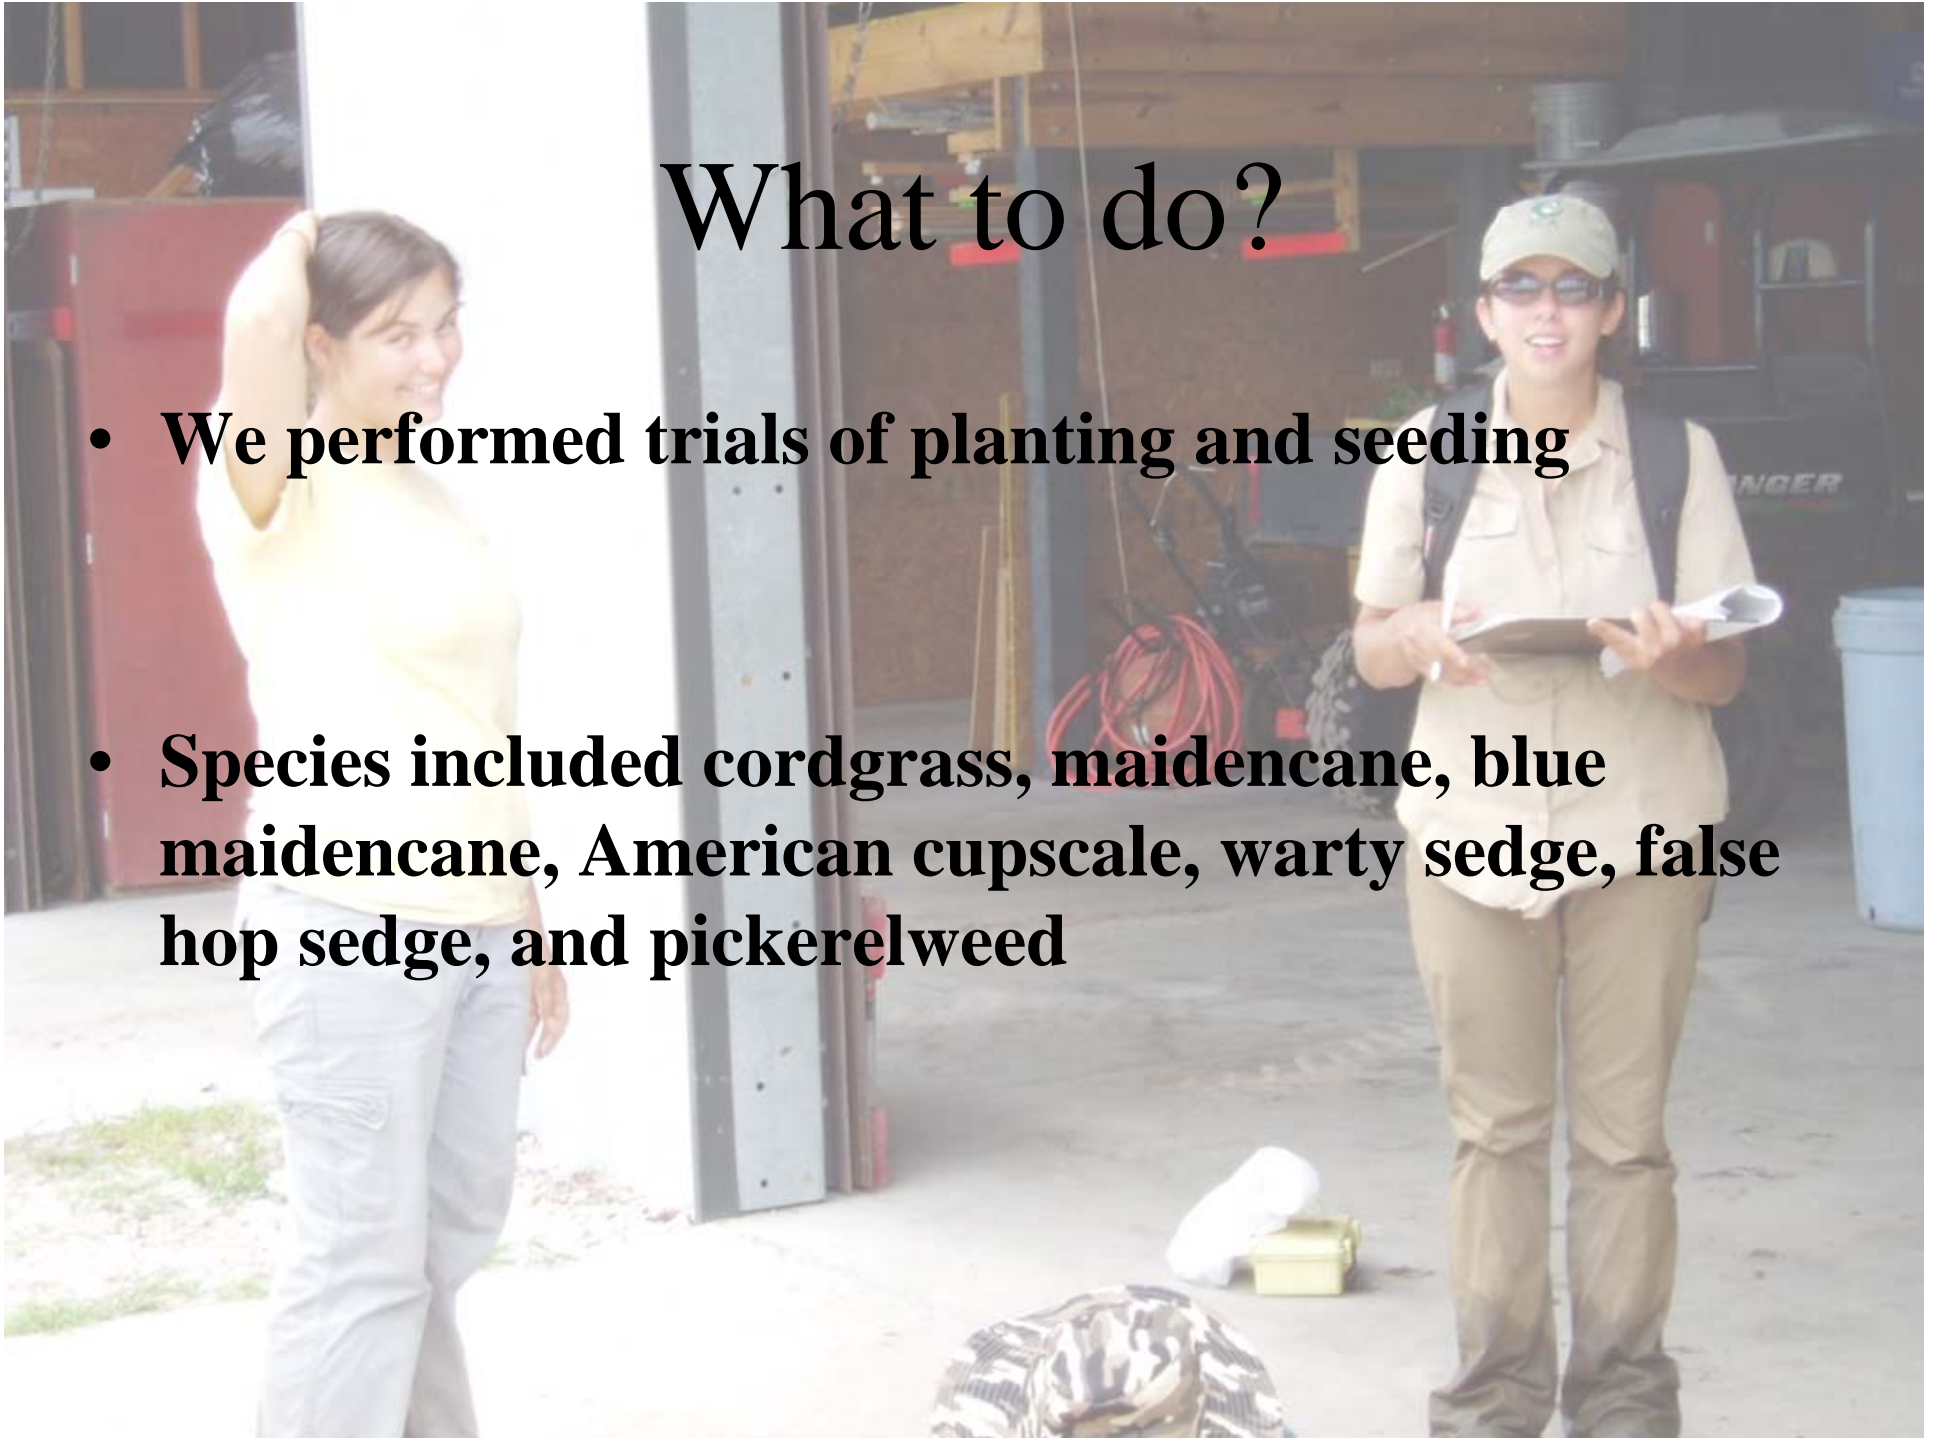 What to do?
• We performed trials of planting and seeding
• Species included cordgrass, maidencane, blue
maidencane, American cupscale, warty sedge, false
hop sedge, and pickerelweed
ANGER